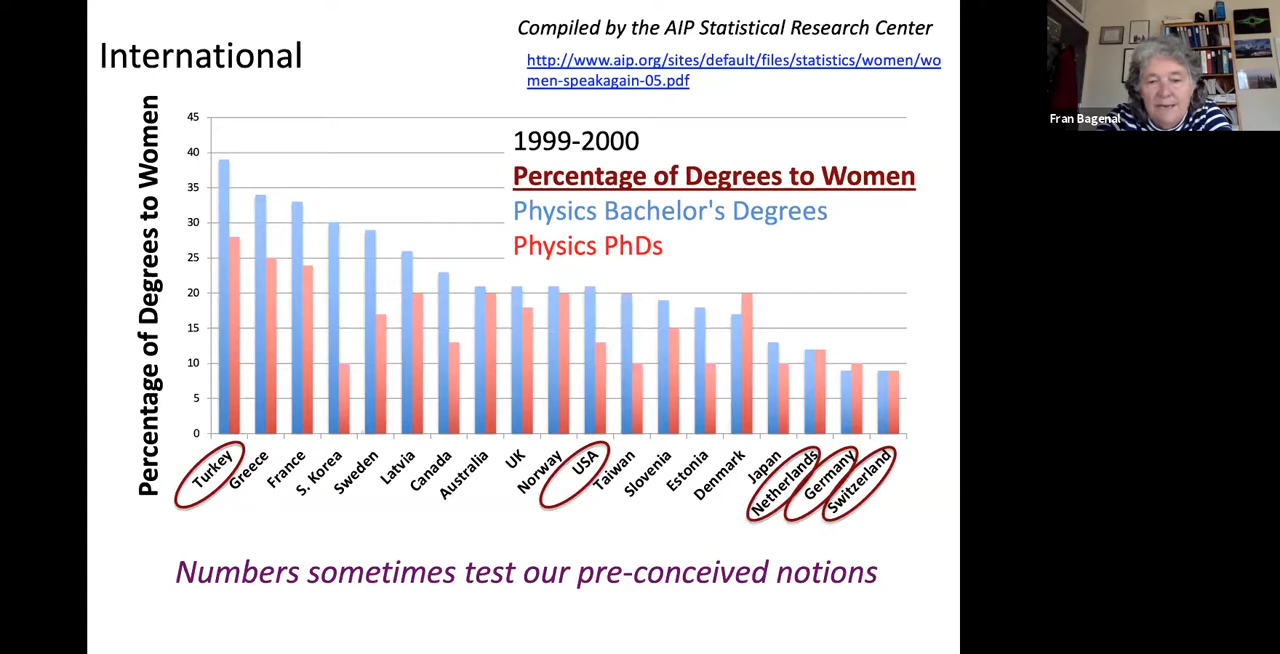 International
Compiled by the AIP Statistical Research Center
http://www.aip.org/sites/default/files/statistics/women/wo
men-speakagain-05.pdf
Fran Bagenal
Percentage of Degrees to Women
45
40
35
30
25
20
15
10
5
0
1999-2000
Percentage of Degrees to Women
Physics Bachelor's Degrees
Physics PhDs
Turkey
Greece
France
S. Korea
Sweden
Latvia
Canada
Australia
UK
Norway
USA
Taiwan
Slovenia
Estonia
Denmark
Japan
Netherlands
Germany
Switzerland
Numbers sometimes test our pre-conceived notions